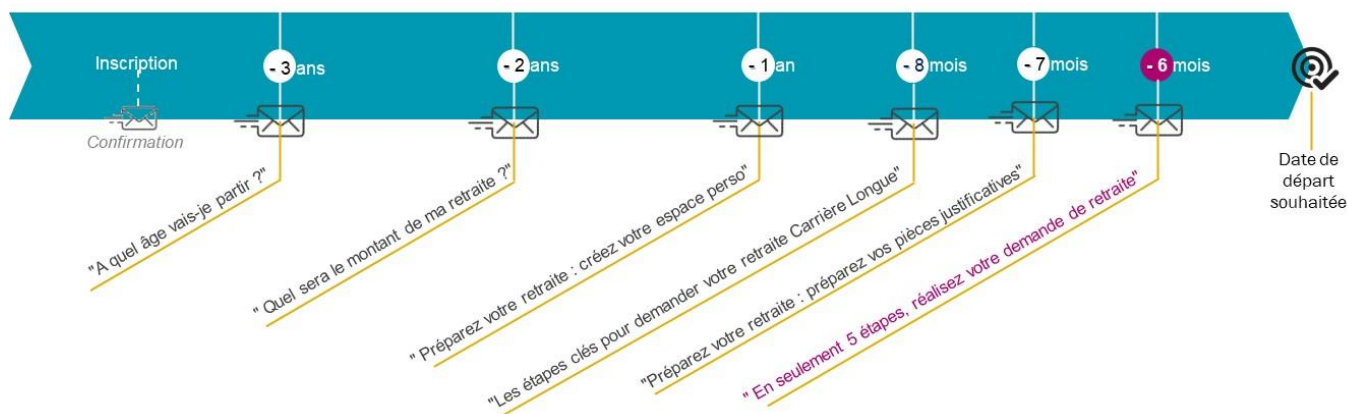 Inscription
Confirmation
- 3 ans
- 2 ans
- 1 an
- 8 mois
- 7 mois
- 6 mois
Date de
départ
souhaitée
"A quel âge vais-je partir ?"
" Quel sera le montant de ma retraite ?"
" Préparez votre retraite : créez votre espace perso"
"Les étapes clés pour demander votre retraite Carrière Longue"
"Préparez votre retraite : préparez vos pièces justificatives"
" En seulement 5 étapes, réalisez votre demande de retraite"